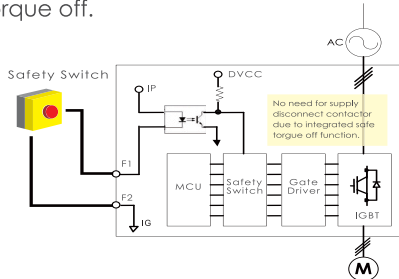 rque off.
AC
Safety Switch
DVCC
IP
No need for supply
disconnect contactor
due to integrated safe
torgue off function.
F1
MCU
Safety
Switch
Gate
Driver
IGBT
F2
IG
M